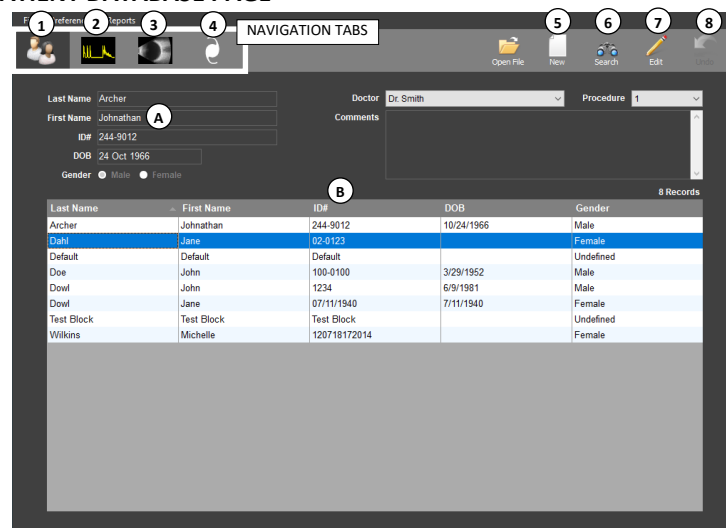 PATIENT DATABASE PAGE
1 2 3 4 5 6 7 8
Preferences Reports
NAVIGATION TABS
Open File New Search Edit Undo
Last Name Archer Doctor Dr. Smith Procedure 1
First Name Johnathan A Comments
ID# 244-9012
DOB 24 Oct 1966
Gender Male Female
B
8 Records
Last Name First Name ID# DOB Gender
Archer Johnathan 244-9012 10/24/1966 Male
Dahl Jane 02-0123 Female
Default Default Default Undefined
Doe John 100-0100 3/29/1952 Male
Dowl John 1234 6/9/1981 Male
Dowl Jane 07/11/1940 7/11/1940 Female
Test Block Test Block Test Block Undefined
Wilkins Michelle 120718172014 Female